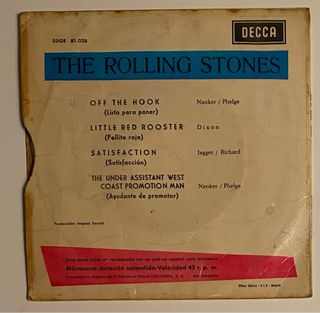 SDGE 81.026
DECCA
THE ROLLING STONES
OFF THE HOOK Nanker / Phelge
(Listo para poner)
LITTLE RED ROOSTER Dixon
(Pollito rojo)
SATISFACTION Jagger / Richard
(Satisfacción)
THE UNDER ASSISTANT WEST
COAST PROMOTION MAN Nanker / Phelge
(Ayudante de promotor)
Producción: Impact Sound
Microsurco duración extendida-Velocidad 45 r. p. m.